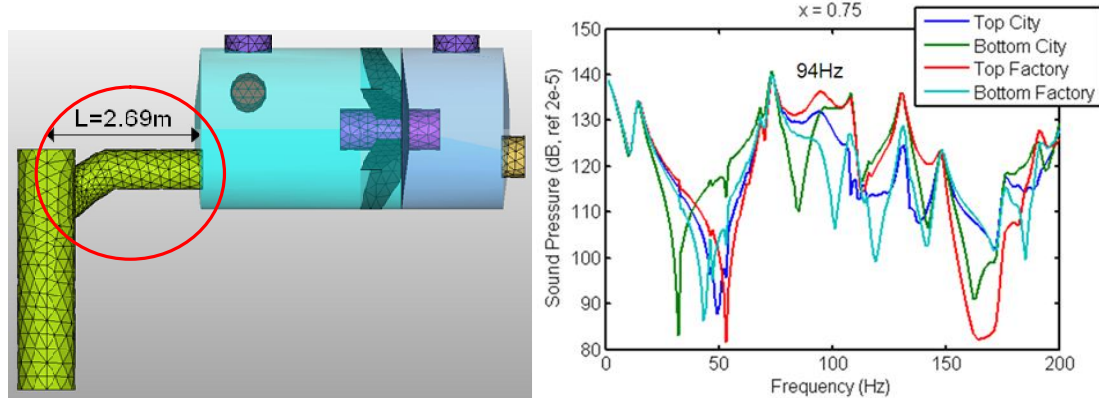 L=2.69m
x = 0.75
Top City
Bottom City
Top Factory
Bottom Factory
94Hz
Sound Pressure (dB, ref 2e-5)
150
140
130
120
110
100
90
80
0
50
100
150
200
Frequency (Hz)